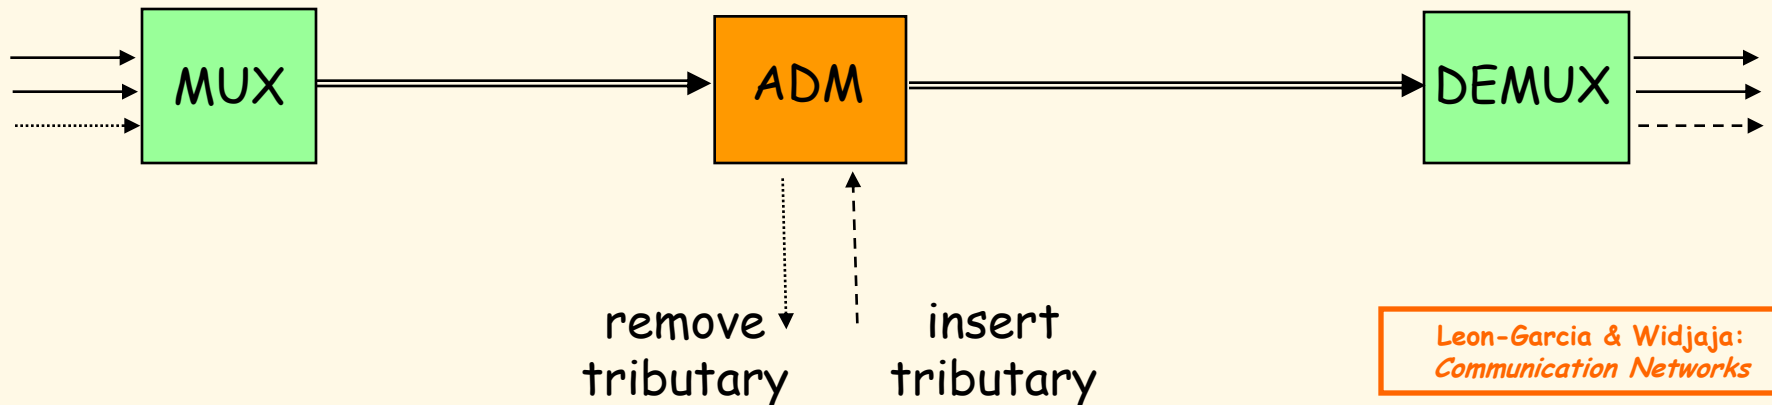 MUX
ADM
DEMUX
remove
tributary
insert
tributary
Leon-Garcia & Widjaja:
Communication Networks